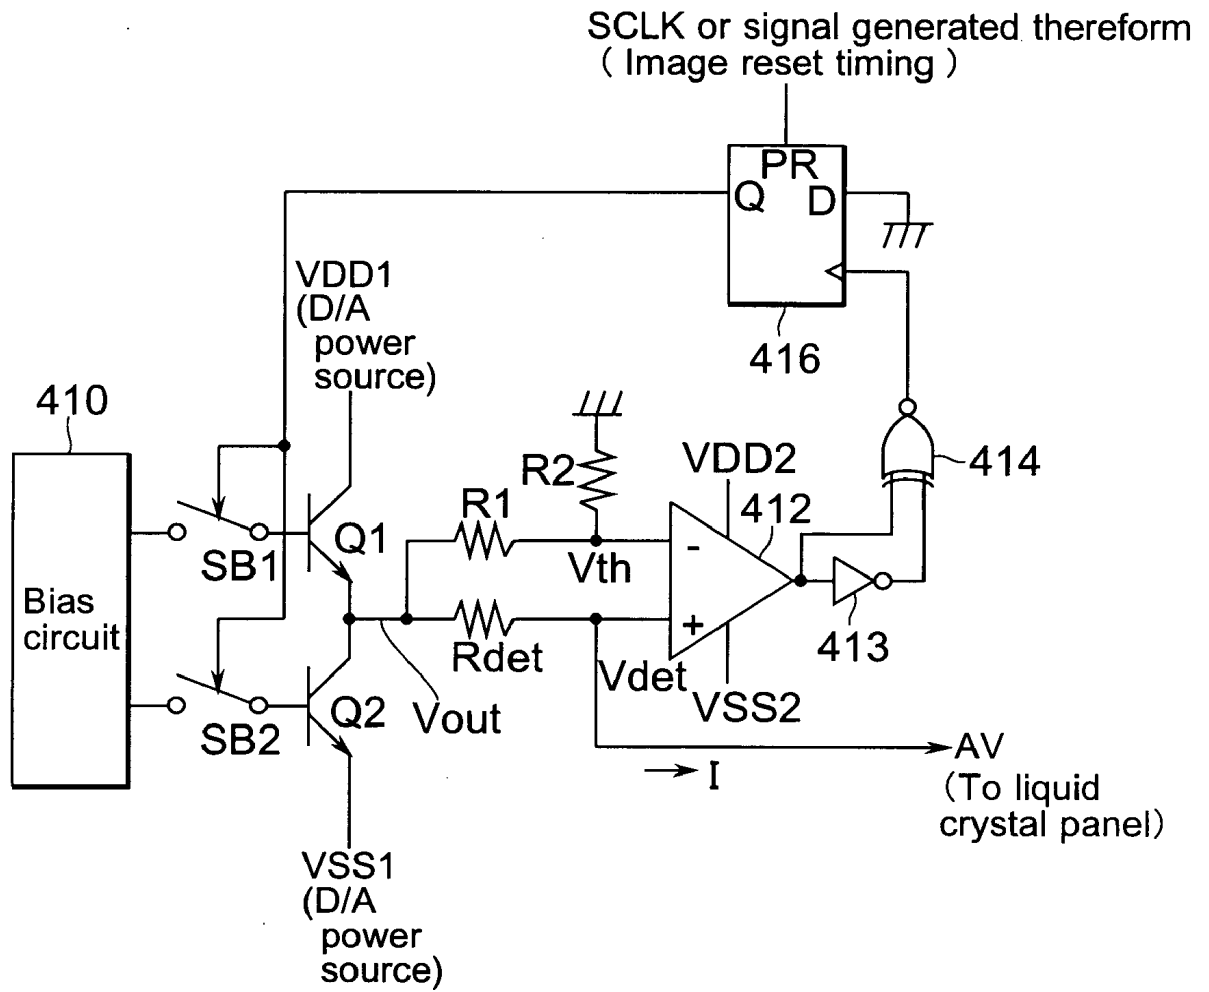 SCLK or signal generated thereform
( Image reset timing )
PR
Q
D
VDD1
(D/A
power
source)
416
410
414
VDD2
R2
412
R1
Q1
-
Vth
SB1
Bias
circuit
+
413
Rdet
Vdet
Q2
VSS2
Vout
SB2
AV
I
(To liquid
crystal panel)
VSS1
(D/A
power
source)